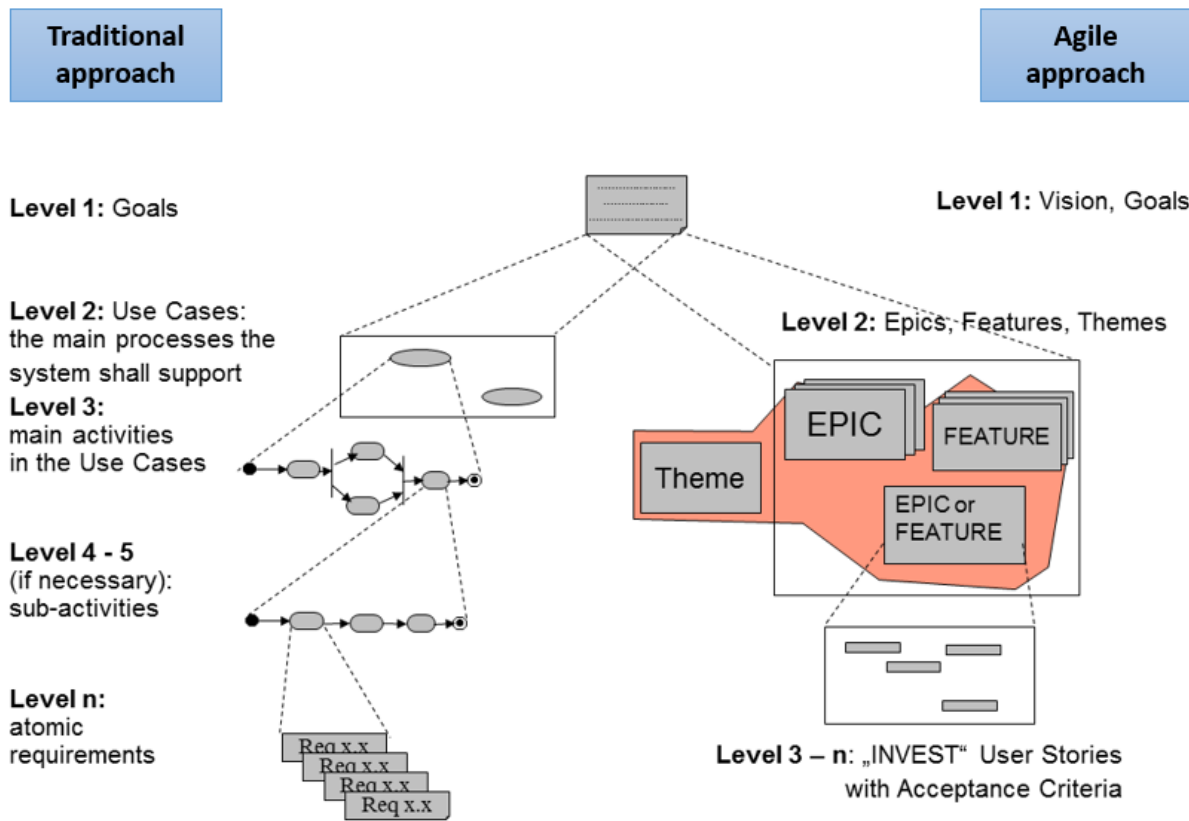 Traditional
approach
Agile
approach
Level 1: Goals
Level 1: Vision, Goals
Level 2: Use Cases:
the main processes the
system shall support
Level 2: Epics, Features, Themes
Level 3:
main activities
in the Use Cases
EPIC
FEATURE
Theme
EPIC or
FEATURE
Level 4 - 5
(if necessary):
sub-activities
Level n:
atomic
requirements
Req x.x
Req x.x
Req x.x
Req x.x
Level 3 – n: „INVEST“ User Stories
with Acceptance Criteria